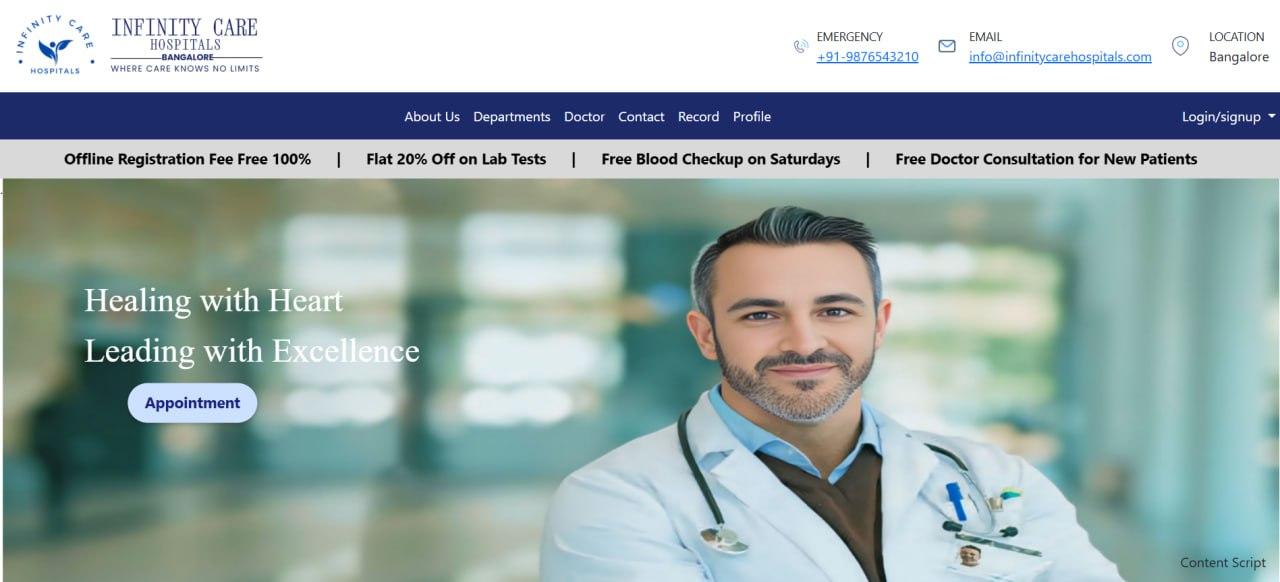 INFINITY CARE
HOSPITALS
INFINITY CARE
HOSPITALS
BANGALORE
WHERE CARE KNOWS NO LIMITS
EMERGENCY
+91-9876543210
EMAIL
info@infinitycarehospitals.com
LOCATION
Bangalore
About Us Departments Doctor Contact Record Profile Login/signup
Offline Registration Fee Free 100% | Flat 20% Off on Lab Tests | Free Blood Checkup on Saturdays | Free Doctor Consultation for New Patients
Healing with Heart
Leading with Excellence
Appointment
Content Script